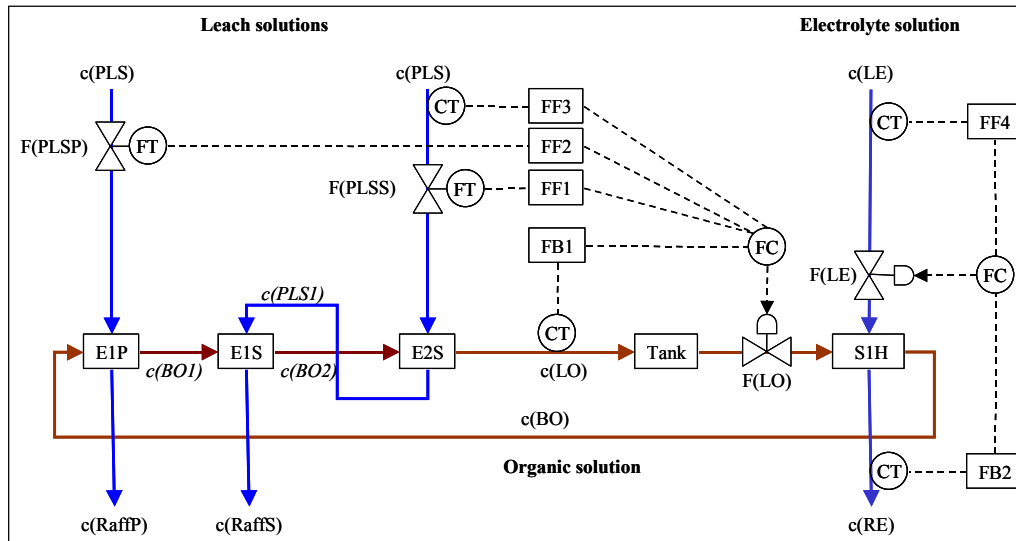 Leach solutions
Electrolyte solution
c(PLS)
c(PLS)
c(LE)
CT
FF3
CT
FF4
F(PLSP)
FT
FF2
F(PLSS)
FT
FF1
FB1
FC
F(LE)
FC
c(PLS1)
CT
E1P
E1S
E2S
Tank
S1H
c(BO1)
c(BO2)
c(LO)
F(LO)
c(BO)
Organic solution
CT
FB2
c(RaffP)
c(RaffS)
c(RE)